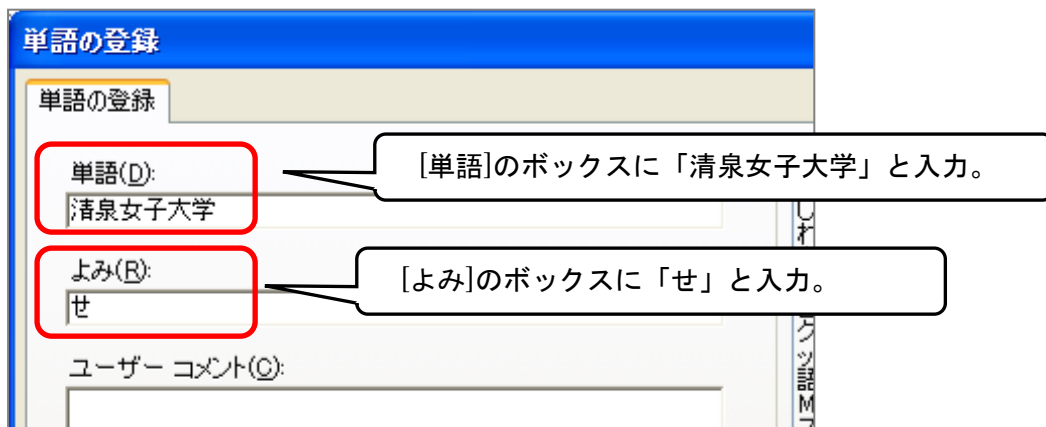 単語の登録
単語の登録
単語(D):
[単語]のボックスに「清泉女子大学」と入力。
清泉女子大学
よみ(R):
[よみ]のボックスに「せ」と入力。
せ
ユーザー コメント(C):